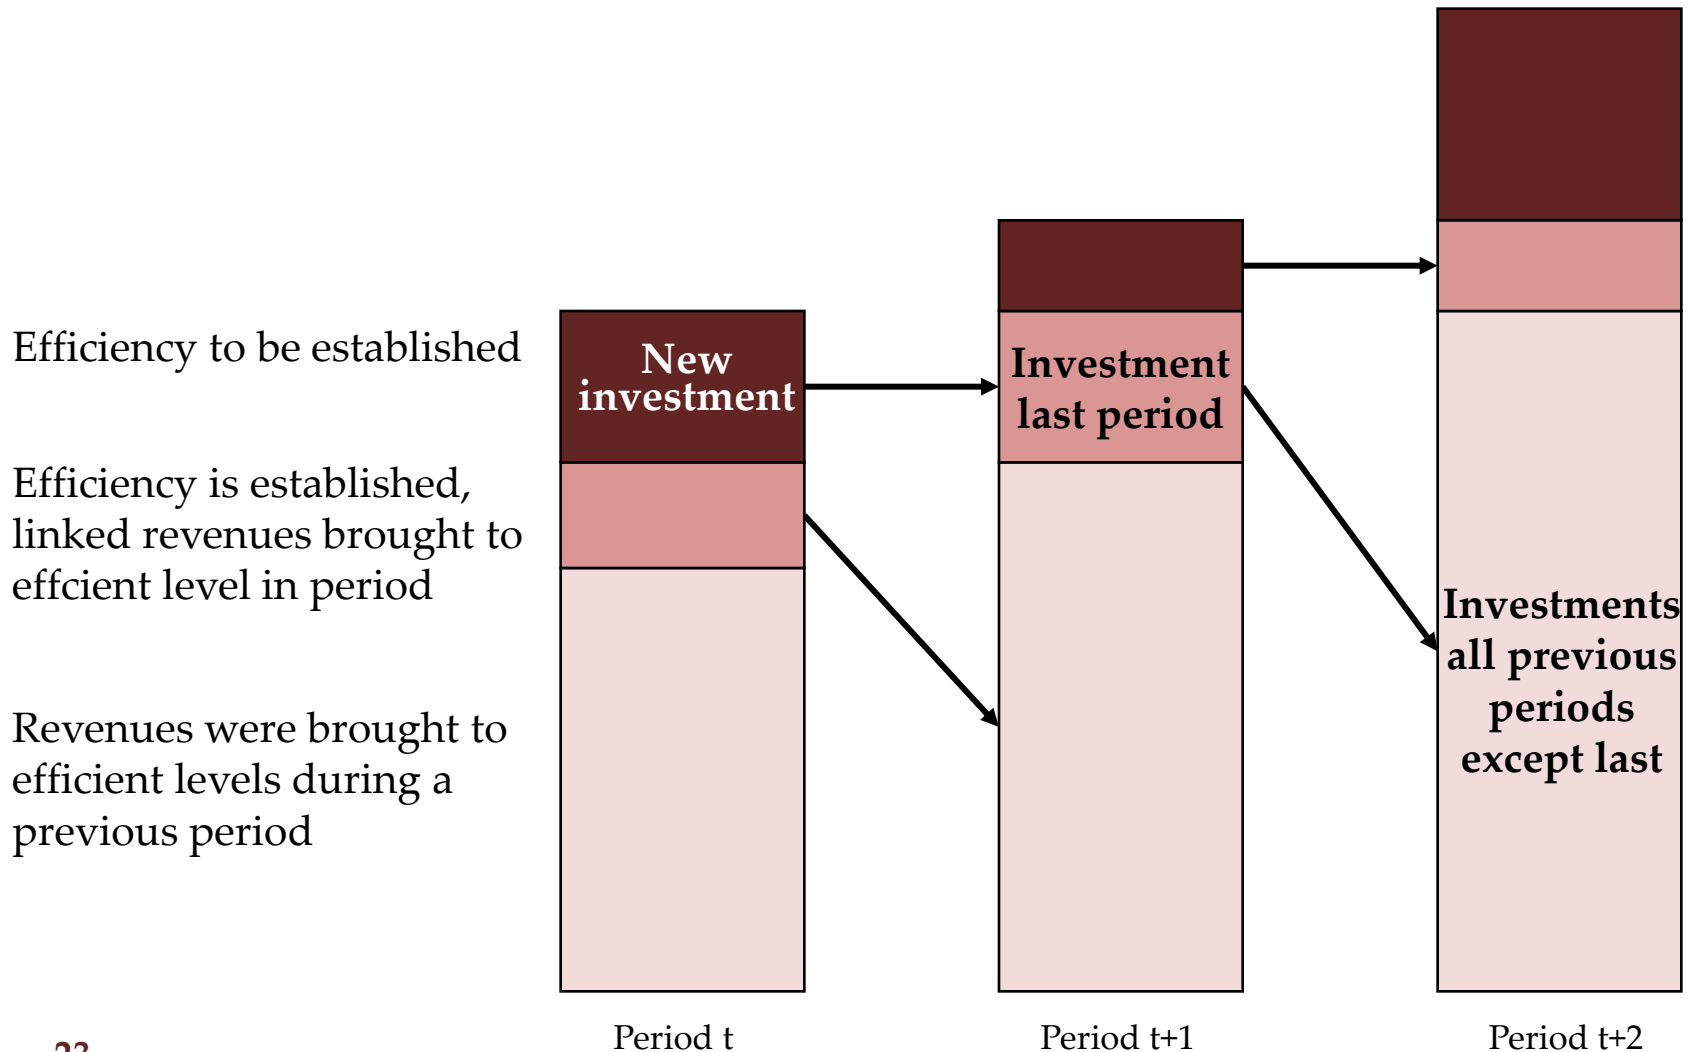 Efficiency to be established
Efficiency is established,
linked revenues brought to
effcient level in period
Revenues were brought to
efficient levels during a
previous period
New
investment
Investment
last period
Investments
all previous
periods
except last
Period t
Period t+1
Period t+2
23